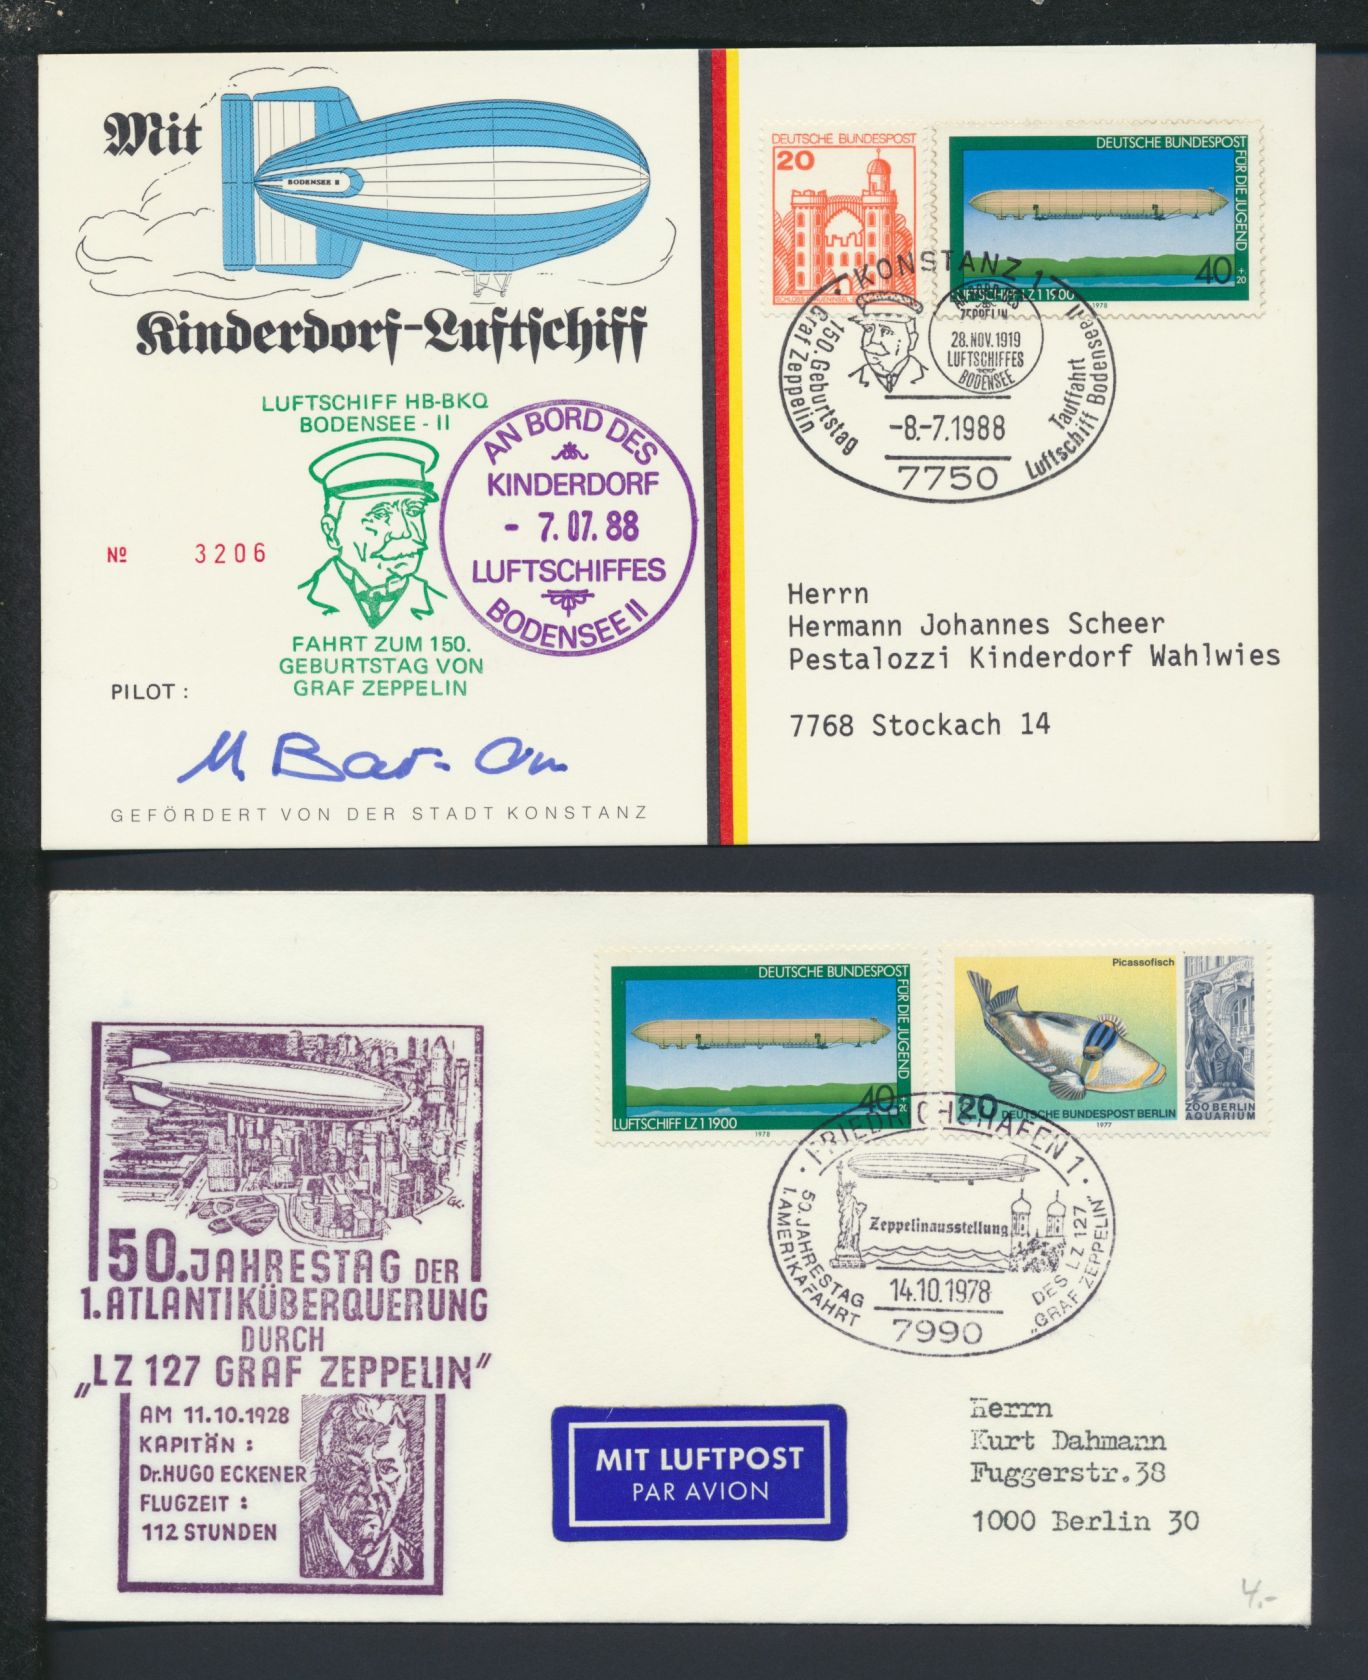 Mit
BODENSEE II
Kinderdorf-Luftschiff
LUFTSCHIFF HB-BKQ
BODENSEE - II
AN BORD DES
KINDERDORF
- 7. 07. 88
LUFTSCHIFFES
BODENSEE II
Nº 3206
FAHRT ZUM 150.
GEBURTSTAG VON
GRAF ZEPPELIN
PILOT :
M Bar-On
GEFÖRDERT VON DER STADT KONSTANZ
DEUTSCHE BUNDESPOST
20
DEUTSCHE BUNDESPOST
FÜR DIE JUGEND
40 + 20
LUFTSCHIFF LZ 1 1900
1978
KONSTANZ 1
150. Geburtstag
Graf Zeppelin
ZEPPELIN
28. NOV. 1919
LUFTSCHIFFES
BODENSEE
Tauffahrt
Luftschiff Bodensee II
-8.-7.1988
7750
Herrn
Hermann Johannes Scheer
Pestalozzi Kinderdorf Wahlwies
7768 Stockach 14
DEUTSCHE BUNDESPOST
FÜR DIE JUGEND
40 + 20
LUFTSCHIFF LZ 1 1900
1978
Picassofisch
20
DEUTSCHE BUNDESPOST BERLIN
1977
ZOO BERLIN
AQUARIUM
FRIEDRICHSHAFEN 1
50. JAHRESTAG
1. AMERIKAFAHRT
Zeppelinausstellung
DES LZ 127
„GRAF ZEPPELIN"
14.10.1978
7990
50. JAHRESTAG DER
1. ATLANTIKÜBERQUERUNG
DURCH
„LZ 127 GRAF ZEPPELIN"
AM 11.10.1928
KAPITÄN :
Dr. HUGO ECKENER
FLUGZEIT :
112 STUNDEN
MIT LUFTPOST
PAR AVION
Herrn
Kurt Dahmann
Fuggerstr.38
1000 Berlin 30
4.-